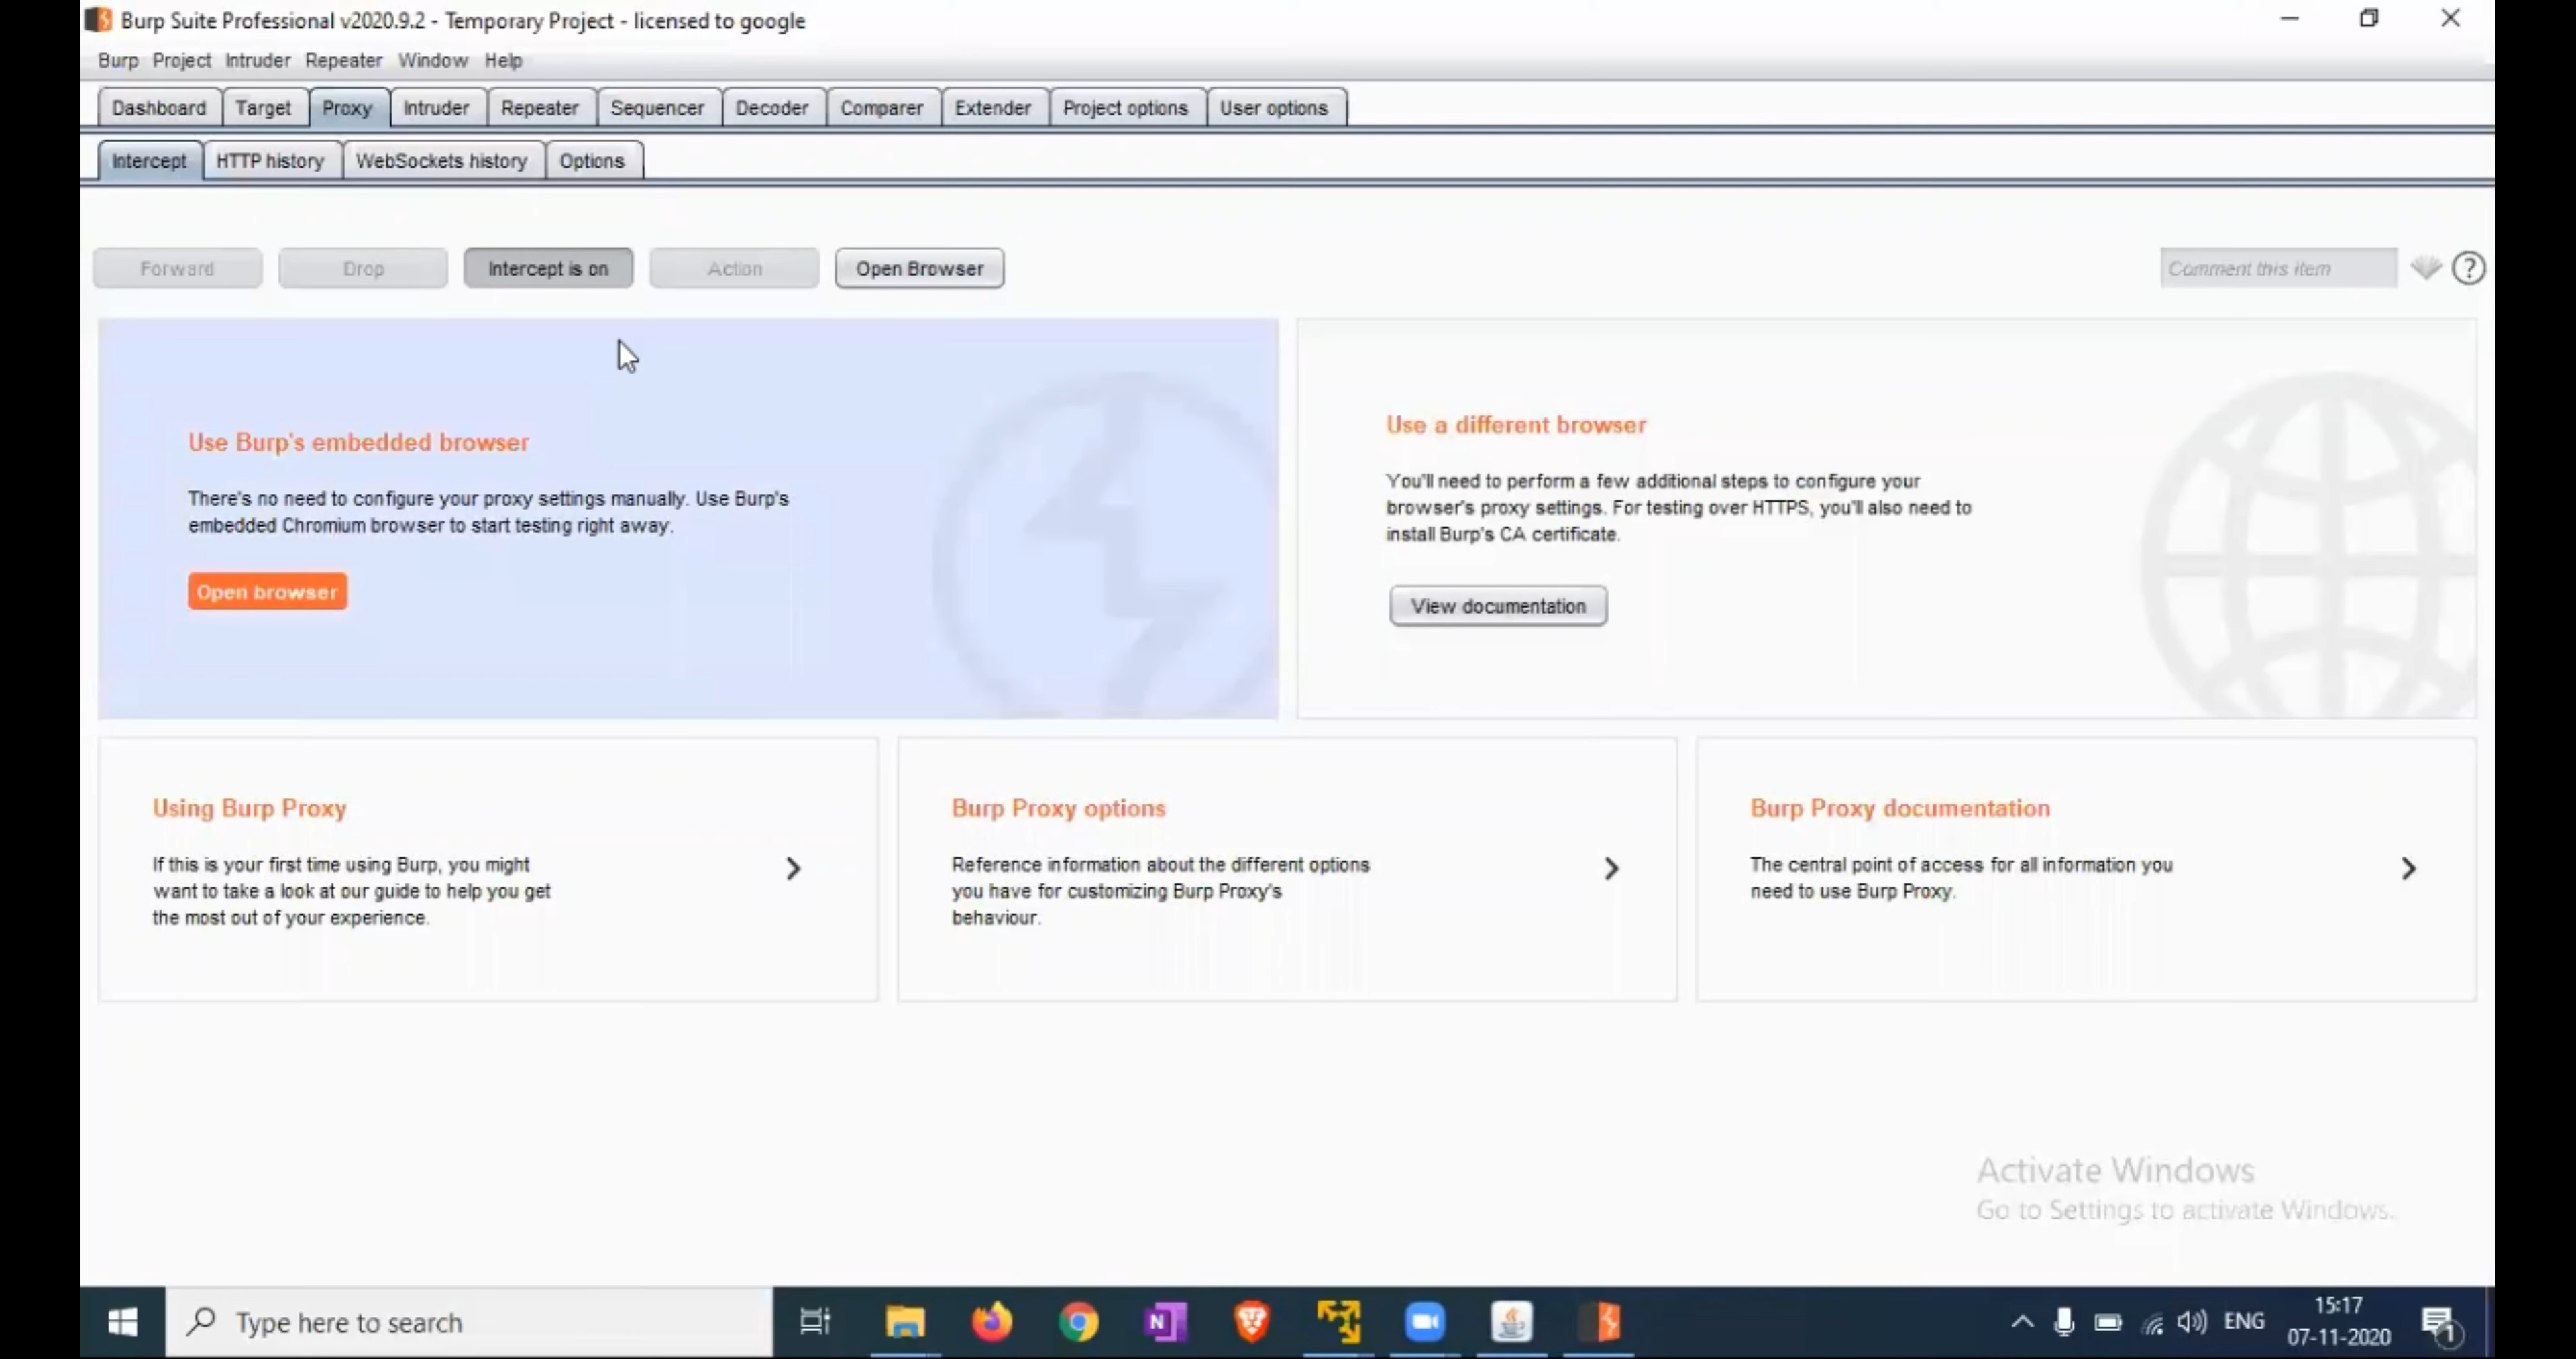 Burp Suite Professional v2020.9.2 - Temporary Project - licensed to google
Burp Project Intruder Repeater Window Help
Dashboard Target Proxy Intruder Repeater Sequencer Decoder Comparer Extender Project options User options
Intercept HTTP history WebSockets history Options
Forward Drop Intercept is on Action Open Browser Comment this item ?
Use Burp's embedded browser
There's no need to configure your proxy settings manually. Use Burp's
embedded Chromium browser to start testing right away.
Open browser
Use a different browser
You'll need to perform a few additional steps to configure your
browser's proxy settings. For testing over HTTPS, you'll also need to
install Burp's CA certificate.
View documentation
Using Burp Proxy
If this is your first time using Burp, you might
want to take a look at our guide to help you get
the most out of your experience.
Burp Proxy options
Reference information about the different options
you have for customizing Burp Proxy's
behaviour.
Burp Proxy documentation
The central point of access for all information you
need to use Burp Proxy.
Activate Windows
Go to Settings to activate Windows.
Type here to search
N
ENG
15:17
07-11-2020
1